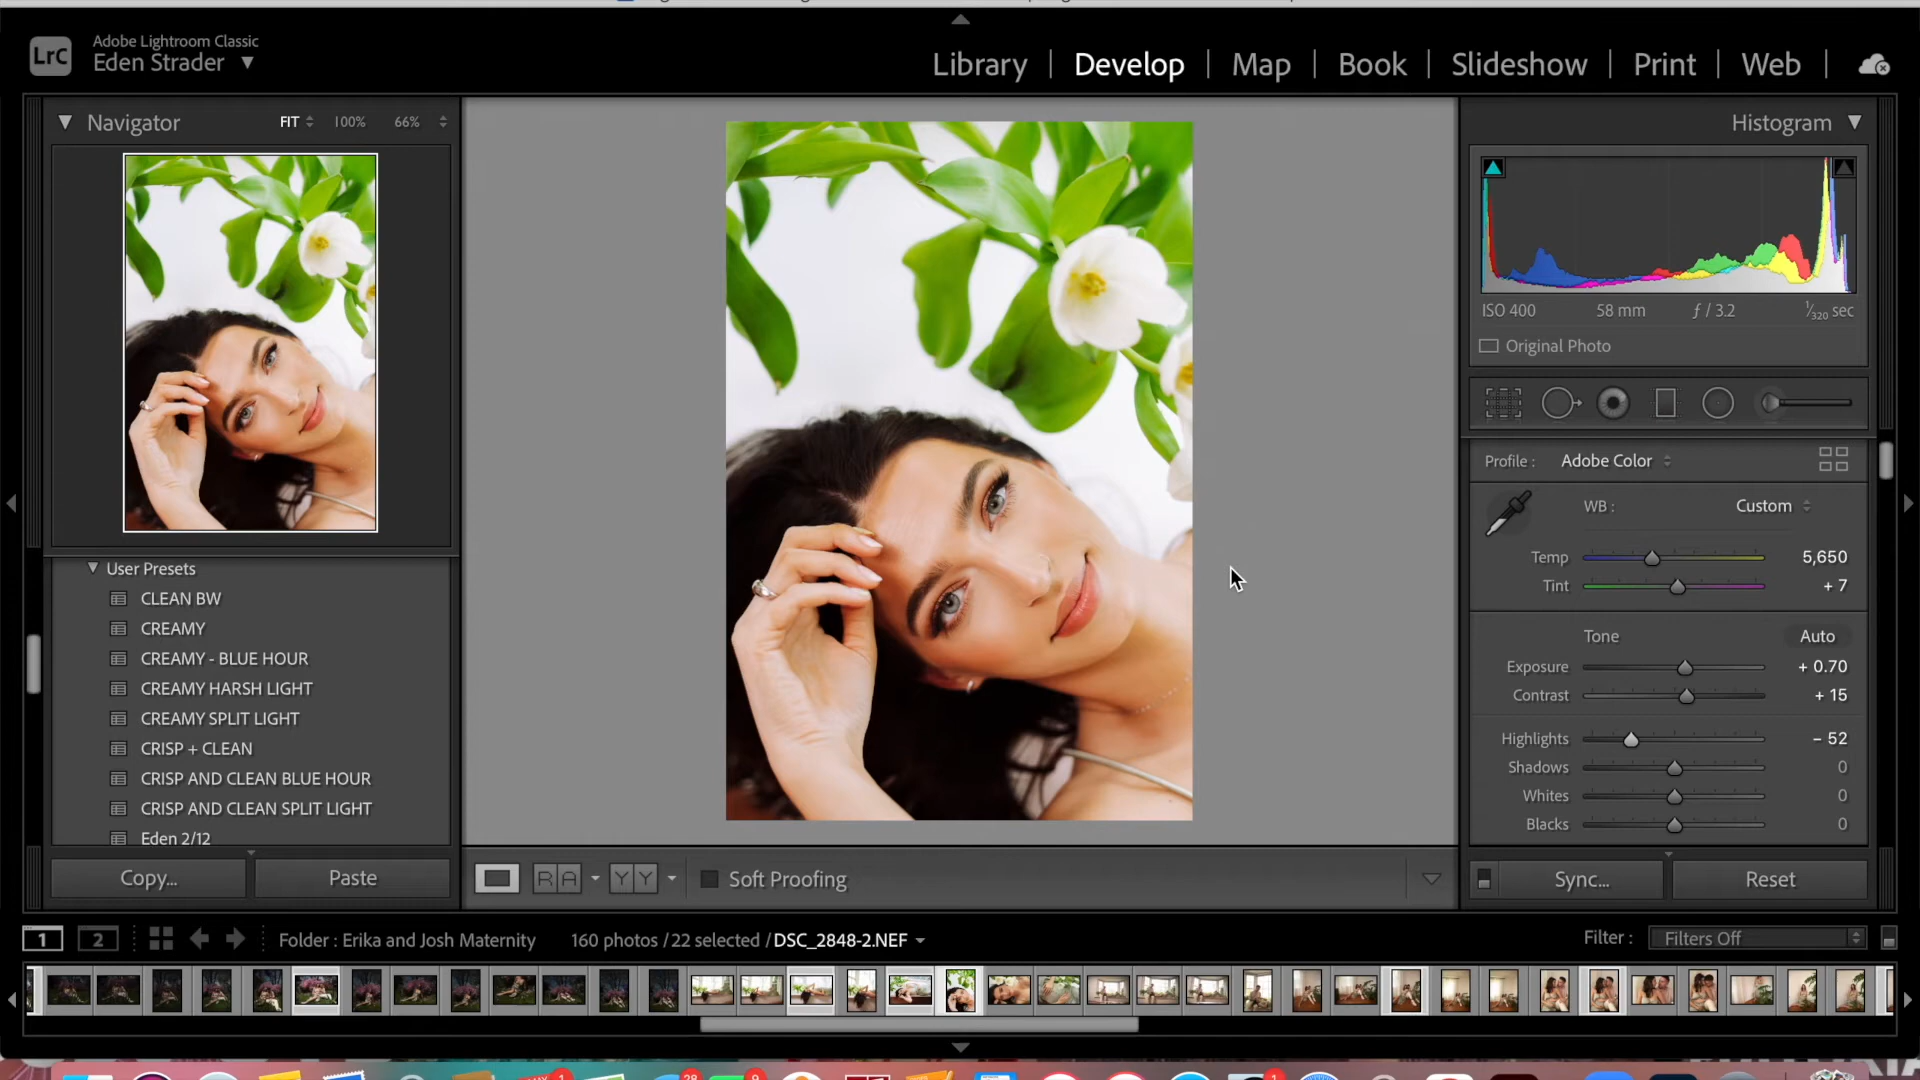 LrC
Adobe Lightroom Classic
Eden Strader
Library | Develop | Map | Book | Slideshow | Print | Web |
Navigator
FIT 100% 66%
User Presets
CLEAN BW
CREAMY
CREAMY - BLUE HOUR
CREAMY HARSH LIGHT
CREAMY SPLIT LIGHT
CRISP + CLEAN
CRISP AND CLEAN BLUE HOUR
CRISP AND CLEAN SPLIT LIGHT
Eden 2/12
Copy... Paste
R A Y Y Soft Proofing
Histogram
ISO 400 58 mm ƒ / 3.2 1/320 sec
Original Photo
Profile : Adobe Color
WB : Custom
Temp 5,650
Tint + 7
Tone Auto
Exposure + 0.70
Contrast + 15
Highlights − 52
Shadows 0
Whites 0
Blacks 0
Sync... Reset
1 2 Folder : Erika and Josh Maternity 160 photos / 22 selected / DSC_2848-2.NEF Filter : Filters Off
28 9 1